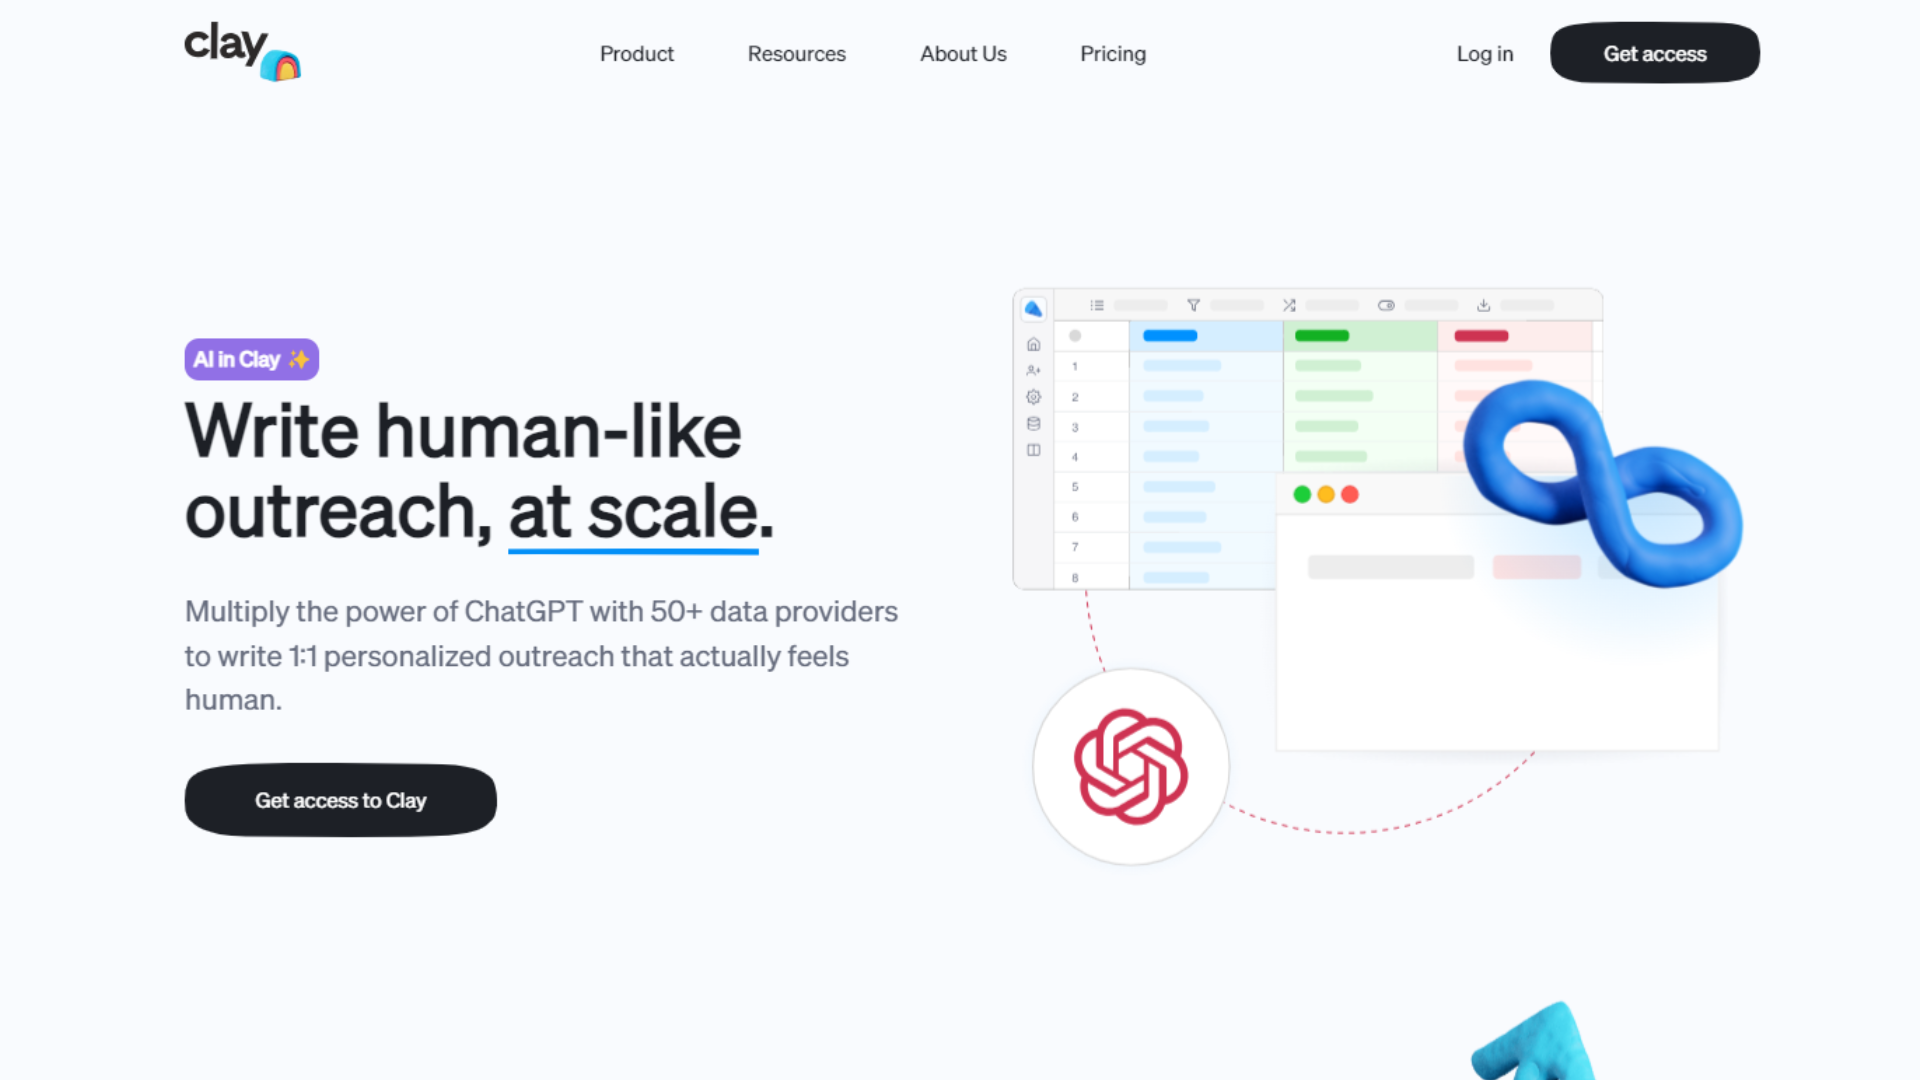 clay
Product
Resources
About Us
Pricing
Log in
Get access
AI in Clay ✨
Write human-like
outreach, at scale.
Multiply the power of ChatGPT with 50+ data providers
to write 1:1 personalized outreach that actually feels
human.
Get access to Clay
1
2
3
4
5
6
7
8